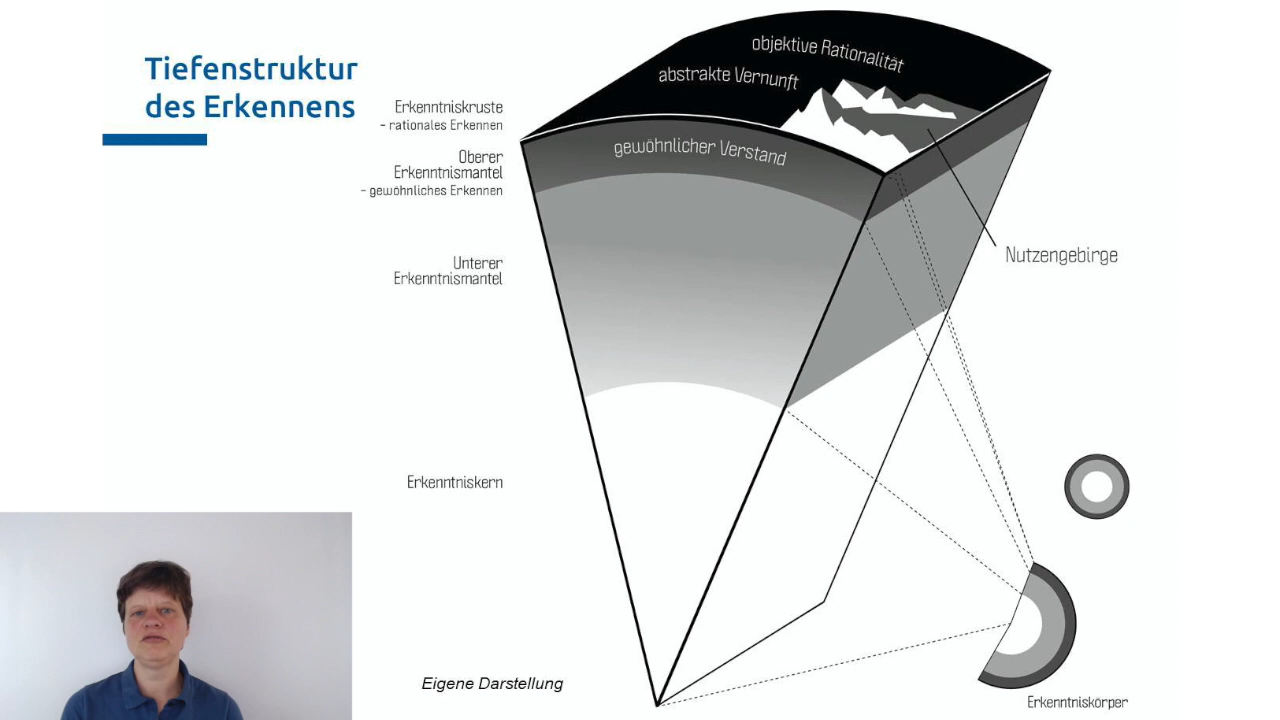 Tiefenstruktur
des Erkennens
objektive Rationalität
abstrakte Vernunft
Erkenntniskruste
- rationales Erkennen
gewöhnlicher Verstand
Oberer
Erkenntnismantel
- gewöhnliches Erkennen
Nutzengebirge
Unterer
Erkenntnismantel
Erkenntniskern
Eigene Darstellung
Erkenntniskörper